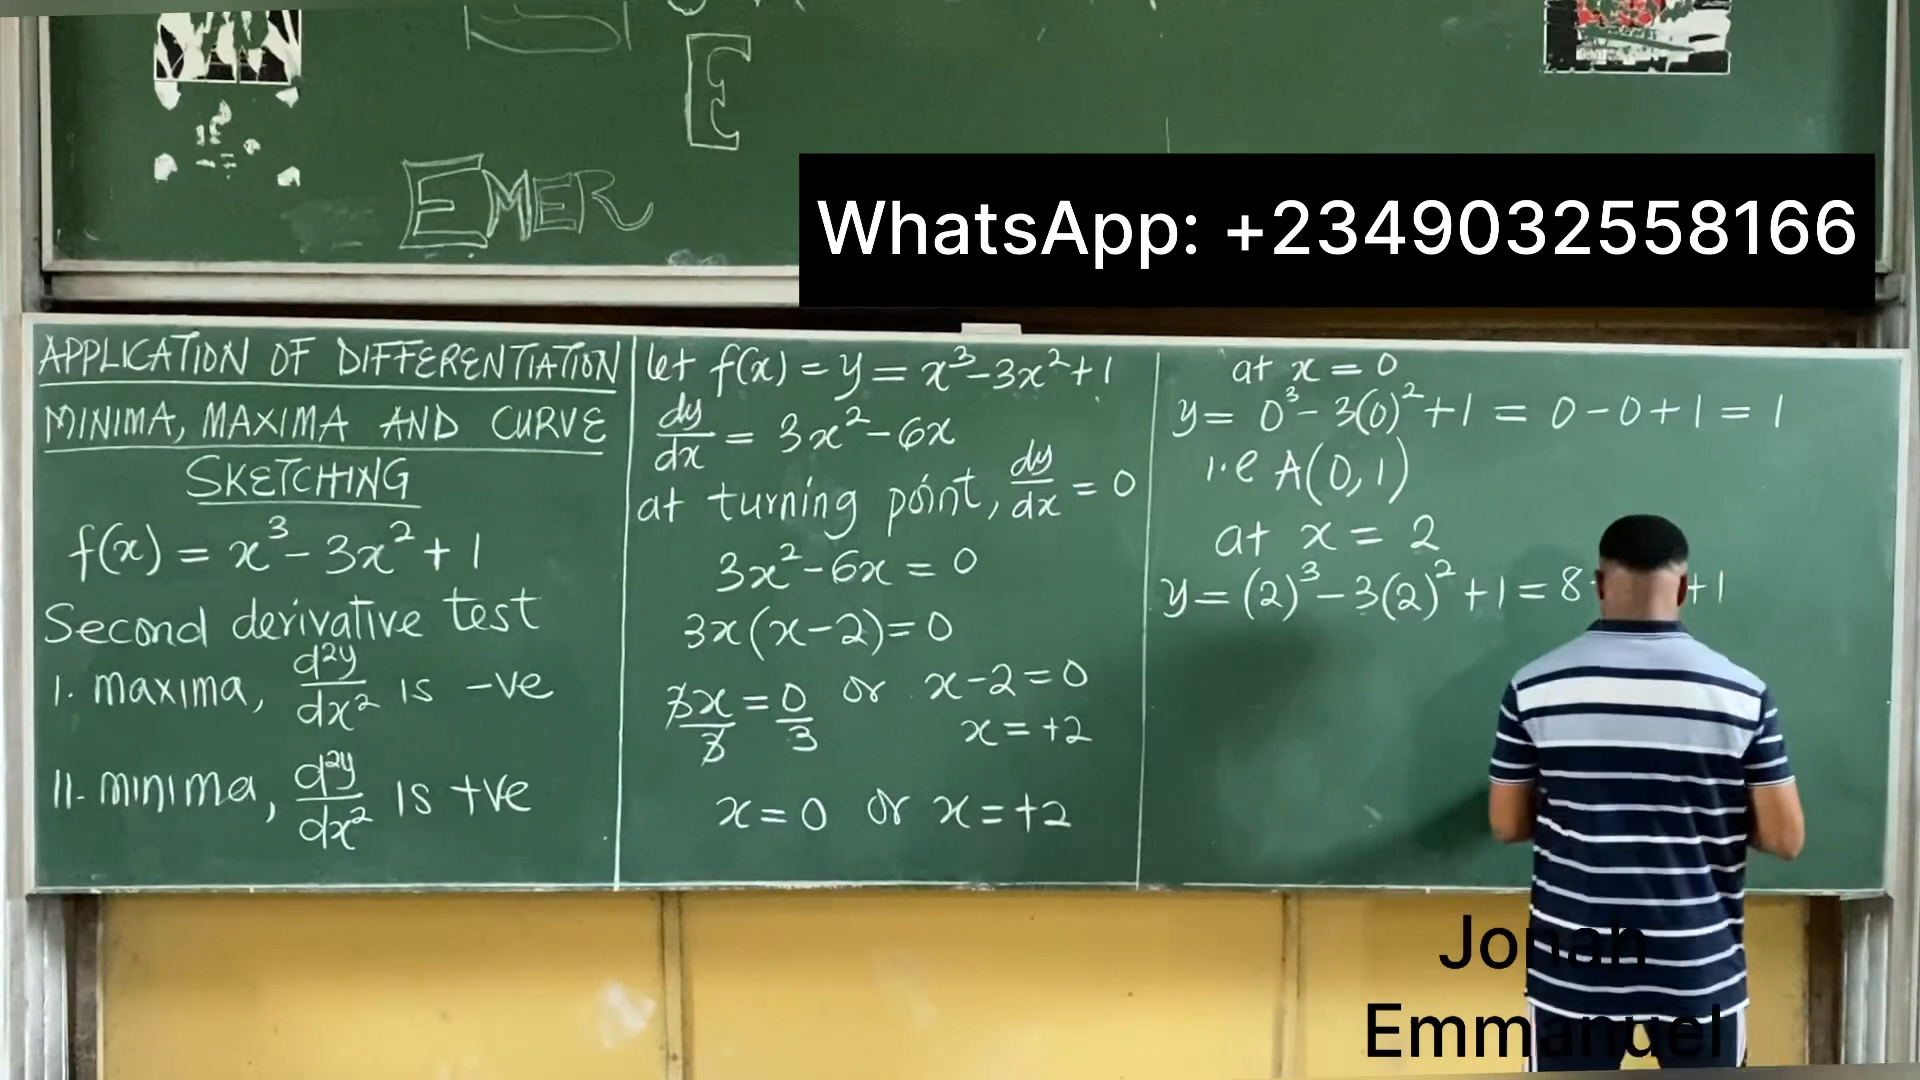 E
EMER
WhatsApp: +2349032558166
APPLICATION OF DIFFERENTIATION
MINIMA, MAXIMA AND CURVE
SKETCHING
f(x) = x³ - 3x² + 1
Second derivative test
I. maxima, d²y/dx² is -ve
II. minima, d²y/dx² is +ve
let f(x) = y = x³ - 3x² + 1
dy/dx = 3x² - 6x
at turning point, dy/dx = 0
3x² - 6x = 0
3x(x - 2) = 0
3x/3 = 0/3 or x - 2 = 0
x = +2
x = 0 or x = +2
at x = 0
y = 0³ - 3(0)² + 1 = 0 - 0 + 1 = 1
i.e A(0, 1)
at x = 2
y = (2)³ - 3(2)² + 1 = 8 + 1
Jonah
Emmanuel